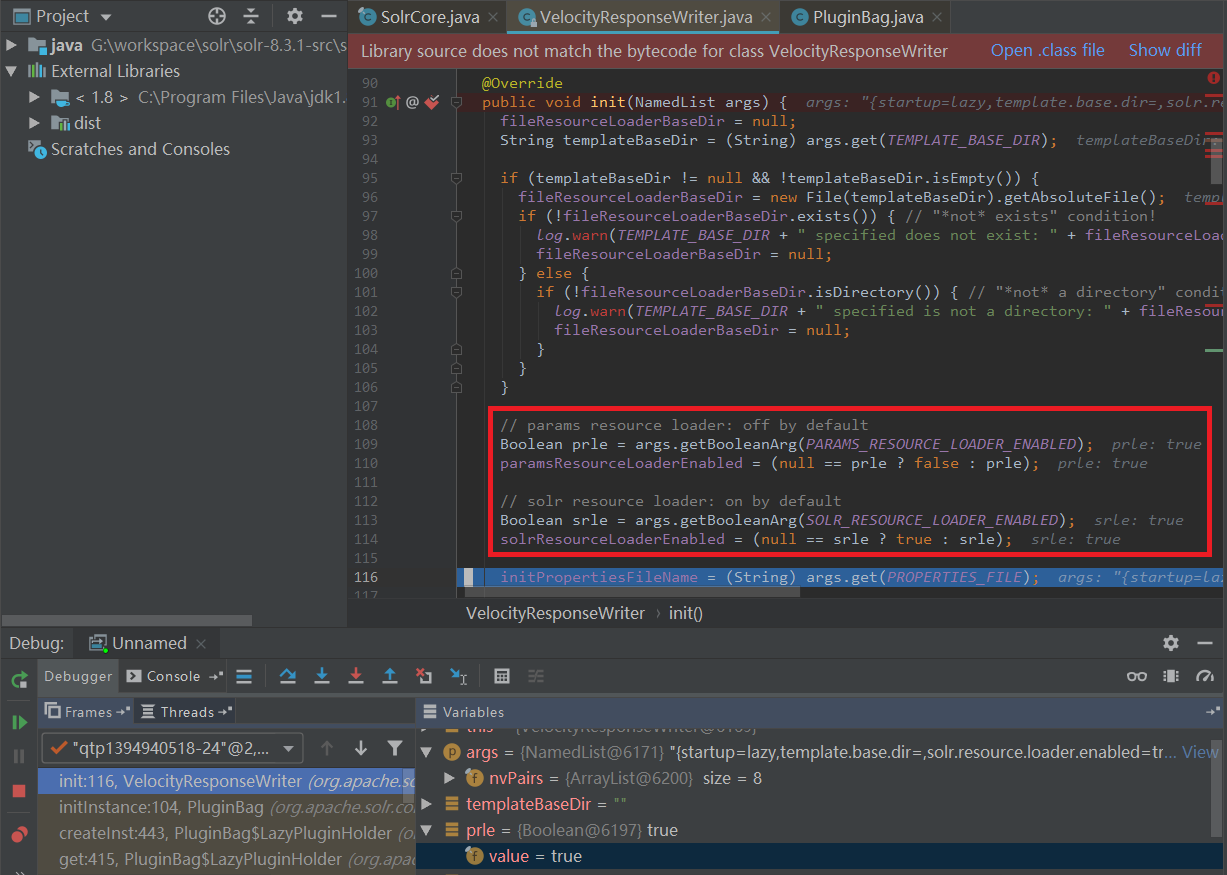 Project
SolrCore.java
VelocityResponseWriter.java
PluginBag.java
java G:\workspace\solr\solr-8.3.1-src\s
External Libraries
< 1.8 > C:\Program Files\Java\jdk1.
dist
Scratches and Consoles
Library source does not match the bytecode for class VelocityResponseWriter
Open .class file
Show diff
90 @Override
91 @ public void init(NamedList args) { args: "{startup=lazy,template.base.dir=,solr.re
92 fileResourceLoaderBaseDir = null;
93 String templateBaseDir = (String) args.get(TEMPLATE_BASE_DIR); templateBaseDir:
94
95 if (templateBaseDir != null && !templateBaseDir.isEmpty()) {
96 fileResourceLoaderBaseDir = new File(templateBaseDir).getAbsoluteFile(); temp
97 if (!fileResourceLoaderBaseDir.exists()) { // "*not* exists" condition!
98 log.warn(TEMPLATE_BASE_DIR + " specified does not exist: " + fileResourceLoa
99 fileResourceLoaderBaseDir = null;
100 } else {
101 if (!fileResourceLoaderBaseDir.isDirectory()) { // "*not* a directory" condit
102 log.warn(TEMPLATE_BASE_DIR + " specified is not a directory: " + fileResour
103 fileResourceLoaderBaseDir = null;
104 }
105 }
106 }
107
108 // params resource loader: off by default
109 Boolean prle = args.getBooleanArg(PARAMS_RESOURCE_LOADER_ENABLED); prle: true
110 paramsResourceLoaderEnabled = (null == prle ? false : prle); prle: true
111
112 // solr resource loader: on by default
113 Boolean srle = args.getBooleanArg(SOLR_RESOURCE_LOADER_ENABLED); srle: true
114 solrResourceLoaderEnabled = (null == srle ? true : srle); srle: true
115
116 initPropertiesFileName = (String) args.get(PROPERTIES_FILE); args: "{startup=laz
117
VelocityResponseWriter › init()
Debug:
Unnamed
Debugger
Console
Frames
Threads
Variables
"qtp1394940518-24"@2,...
init:116, VelocityResponseWriter (org.apache.so
initInstance:104, PluginBag (org.apache.solr.co
createInst:443, PluginBag$LazyPluginHolder (o
get:415, PluginBag$LazyPluginHolder (org.apac
this = {VelocityResponseWriter@6169}
args = {NamedList@6171} "{startup=lazy,template.base.dir=,solr.resource.loader.enabled=tr... View
nvPairs = {ArrayList@6200} size = 8
templateBaseDir = ""
prle = {Boolean@6197} true
value = true